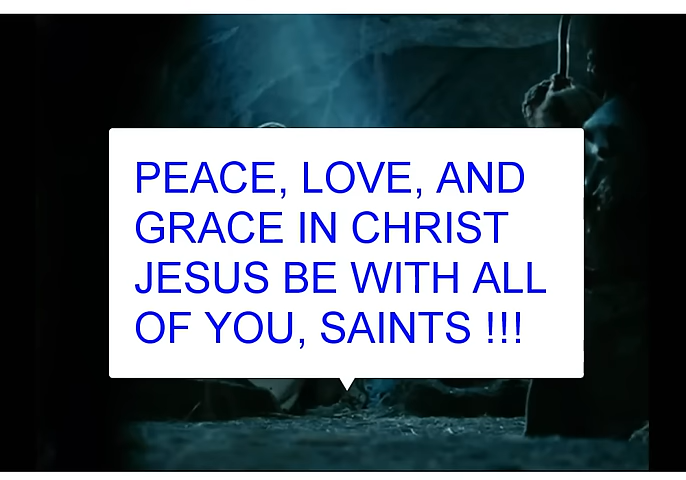 PEACE, LOVE, AND
GRACE IN CHRIST
JESUS BE WITH ALL
OF YOU, SAINTS !!!